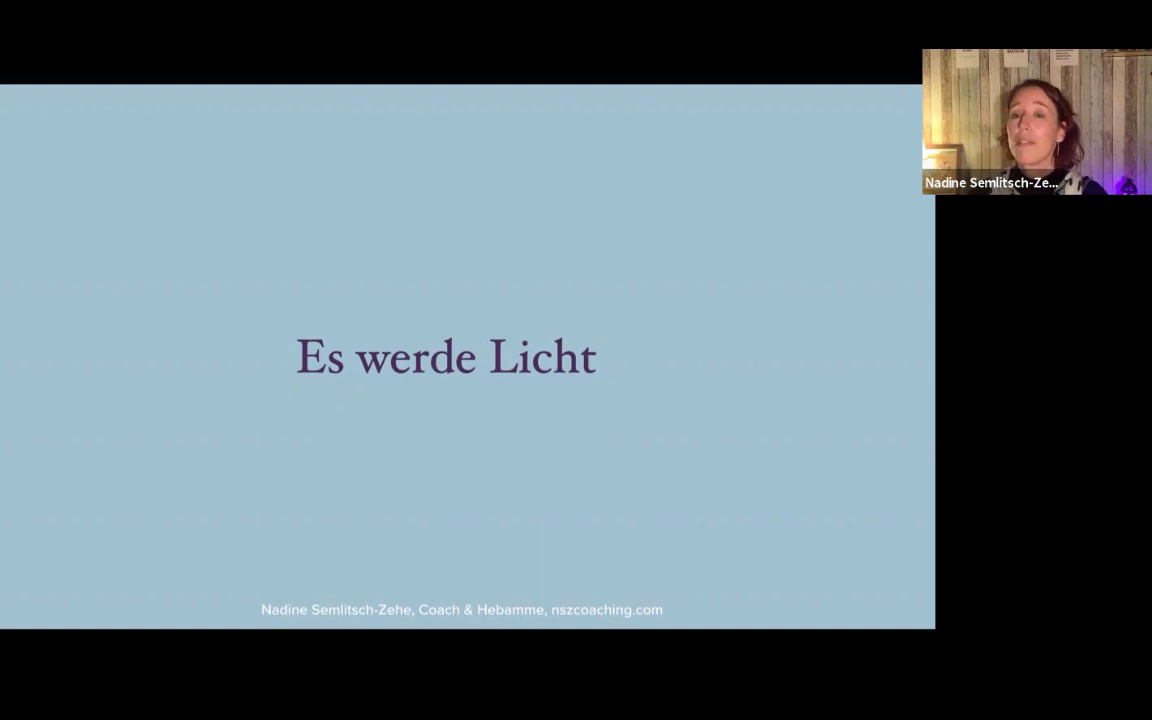 Es werde Licht
Nadine Semlitsch-Ze...
Nadine Semlitsch-Zehe, Coach & Hebamme, nszcoaching.com